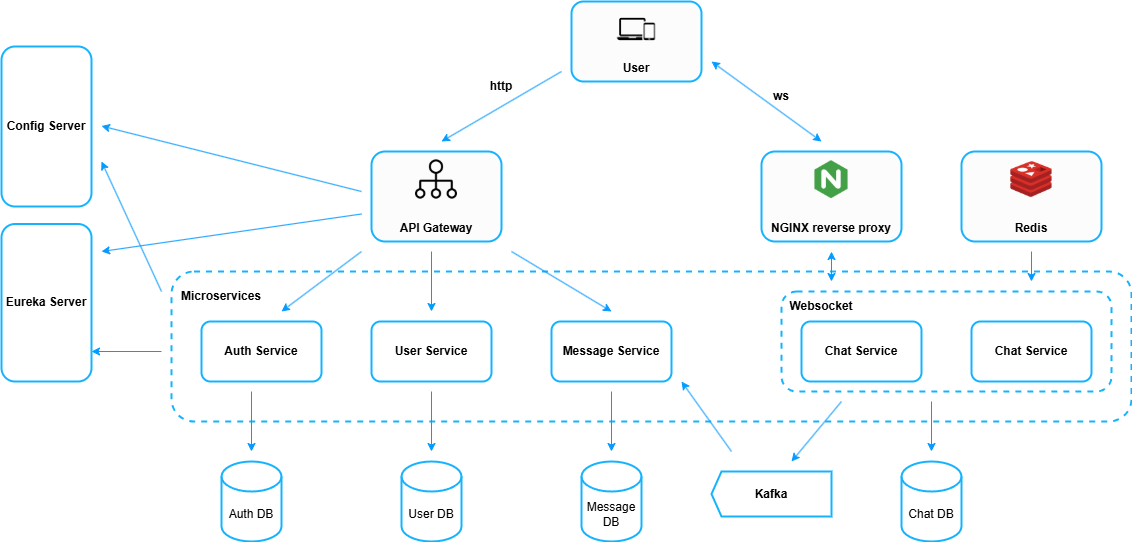 User
http
ws
Config Server
API Gateway
NGINX reverse proxy
Redis
Eureka Server
Microservices
Websocket
Auth Service
User Service
Message Service
Chat Service
Chat Service
Auth DB
User DB
Message
DB
Kafka
Chat DB